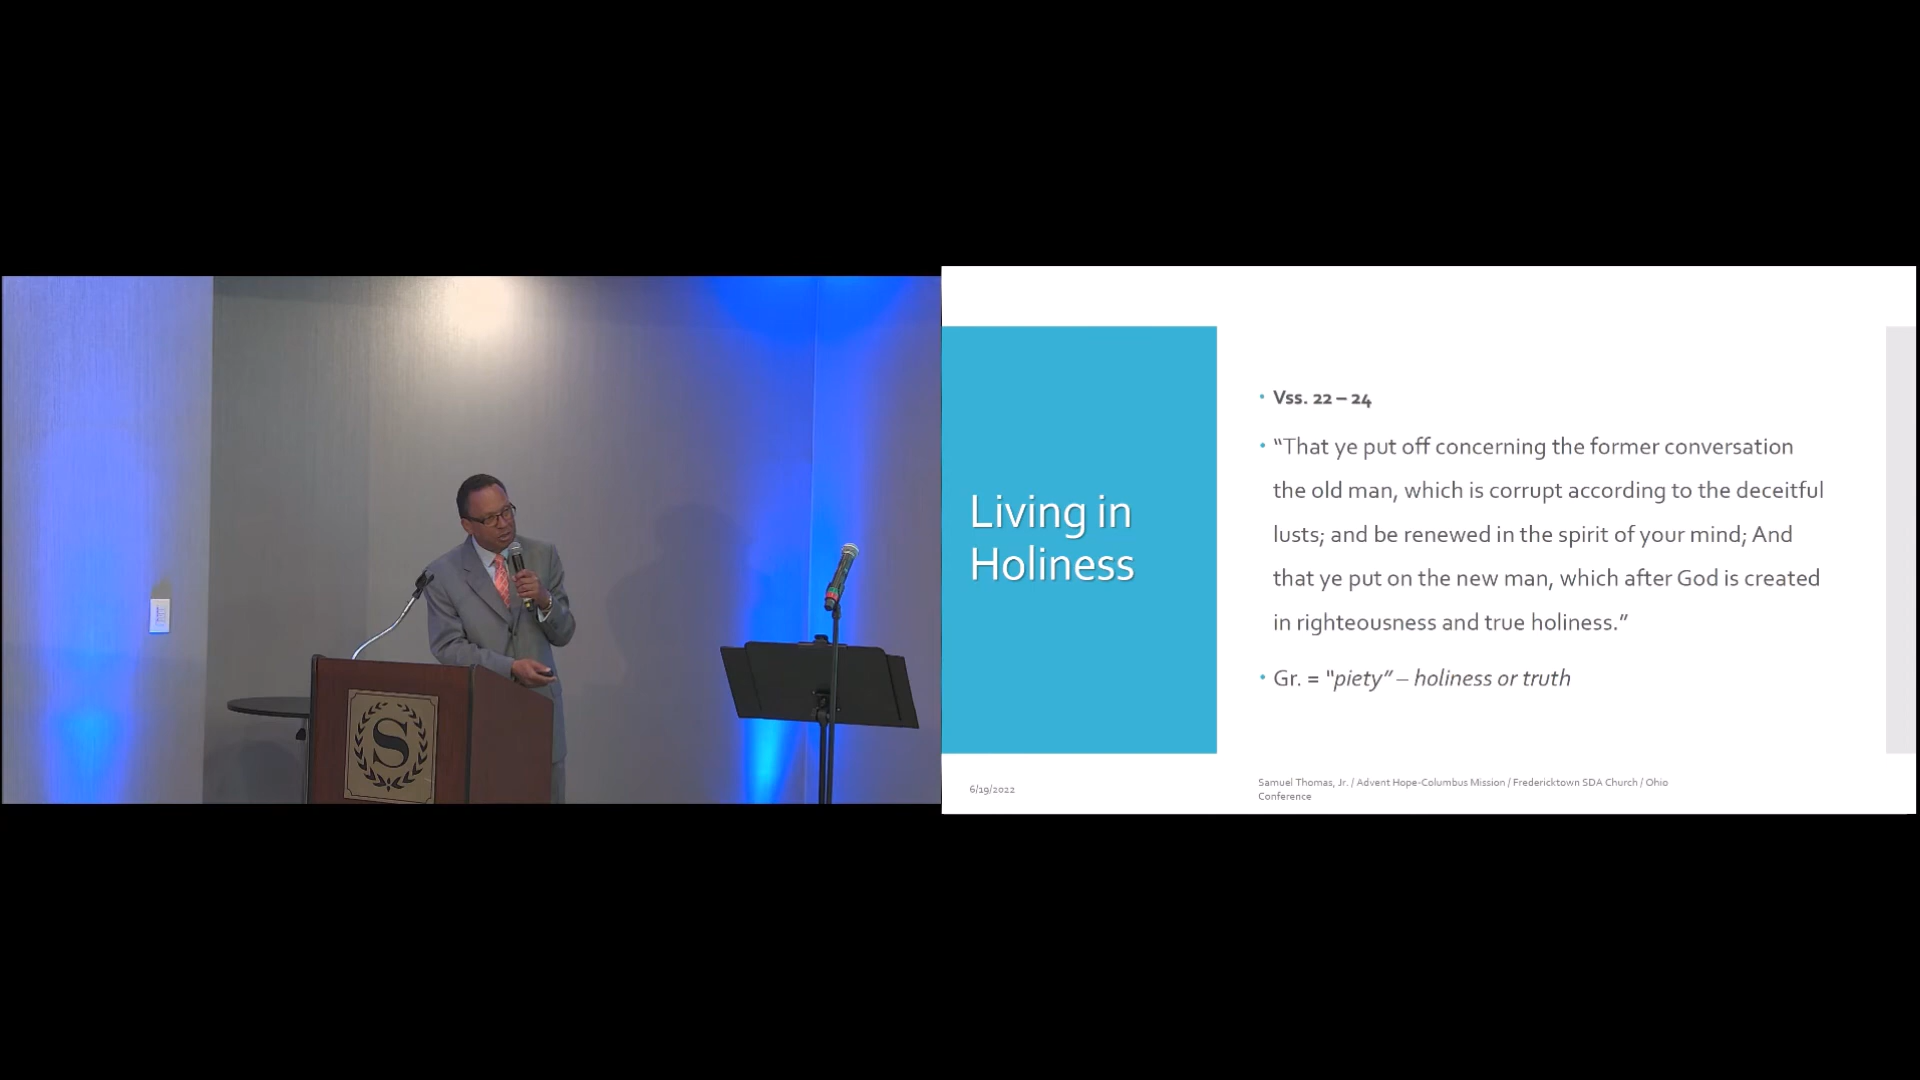 S
Living in
Holiness
• Vss. 22 – 24
• “That ye put off concerning the former conversation
the old man, which is corrupt according to the deceitful
lusts; and be renewed in the spirit of your mind; And
that ye put on the new man, which after God is created
in righteousness and true holiness.”
• Gr. = “piety” – holiness or truth
6/19/2022
Samuel Thomas, Jr. / Advent Hope-Columbus Mission / Fredericktown SDA Church / Ohio
Conference